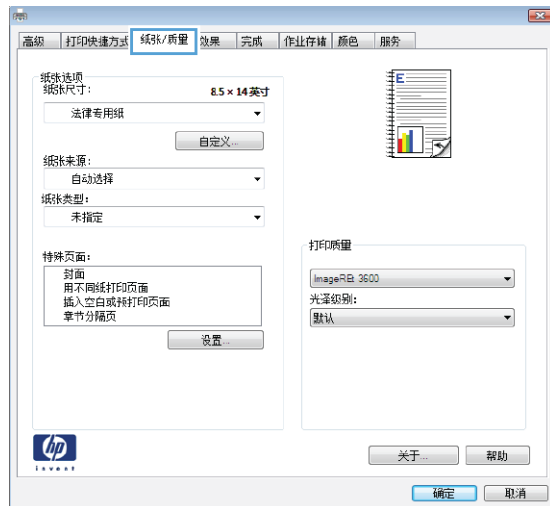 高级 打印快捷方式 纸张/质量 效果 完成 作业存储 颜色 服务
纸张选项
纸张尺寸: 8.5 × 14 英寸
法律专用纸
自定义...
纸张来源:
自动选择
纸张类型:
未指定
特殊页面:
封面
用不同纸打印页面
插入空白或预打印页面
章节分隔页
设置...
E
打印质量
ImageREt 3600
光泽级别:
默认
hp
invent
关于... 帮助
确定 取消